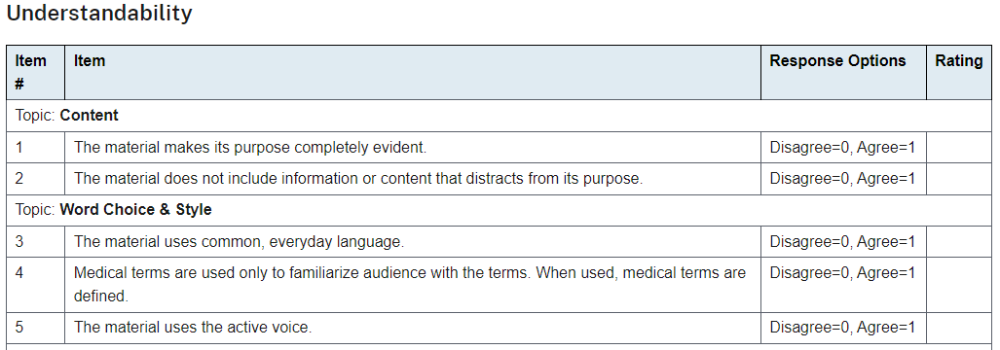 Understandability
Item # Item Response Options Rating
Topic: Content
1 The material makes its purpose completely evident. Disagree=0, Agree=1
2 The material does not include information or content that distracts from its purpose. Disagree=0, Agree=1
Topic: Word Choice & Style
3 The material uses common, everyday language. Disagree=0, Agree=1
4 Medical terms are used only to familiarize audience with the terms. When used, medical terms are Disagree=0, Agree=1
defined.
5 The material uses the active voice. Disagree=0, Agree=1